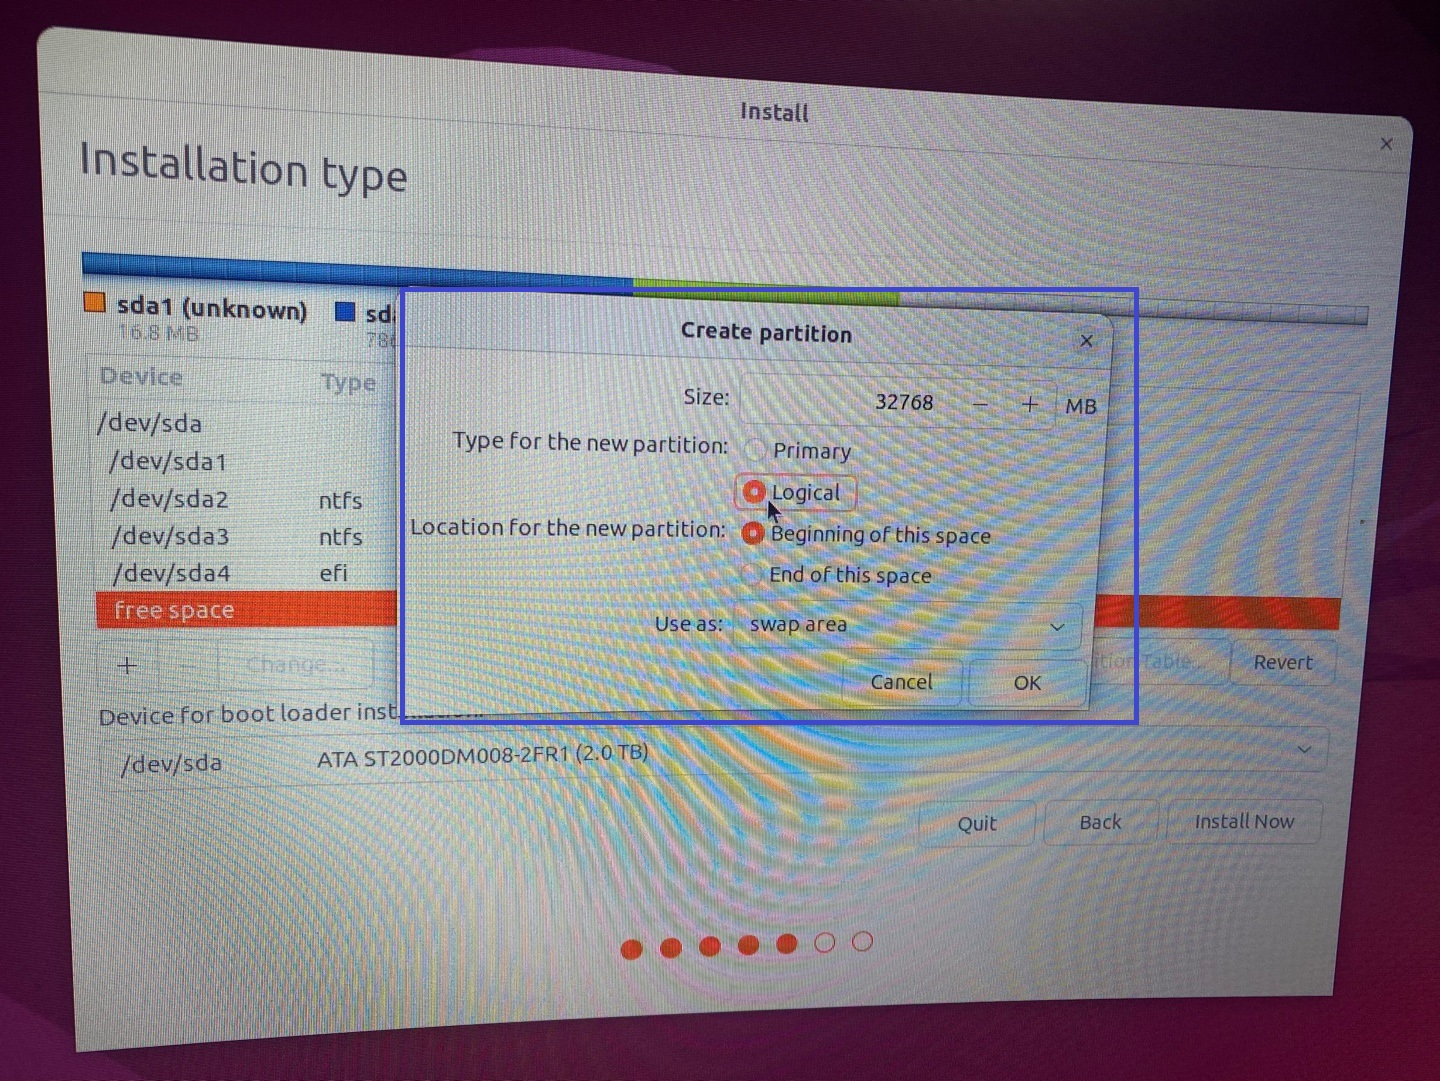 Install
Installation type
sda1 (unknown)
16.8 MB
Create partition
Device Type
Size: 32768 MB
/dev/sda
Type for the new partition: Primary
/dev/sda1
Logical
/dev/sda2 ntfs
Location for the new partition: Beginning of this space
/dev/sda3 ntfs
End of this space
/dev/sda4 efi
free space
Use as: swap area
Change... Table... Revert
Cancel OK
Device for boot loader
/dev/sda ATA ST2000DM008-2FR1 (2.0 TB)
Quit Back Install Now